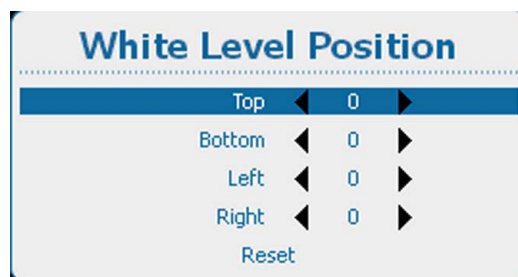 White Level Position
Top 0
Bottom 0
Left 0
Right 0
Reset